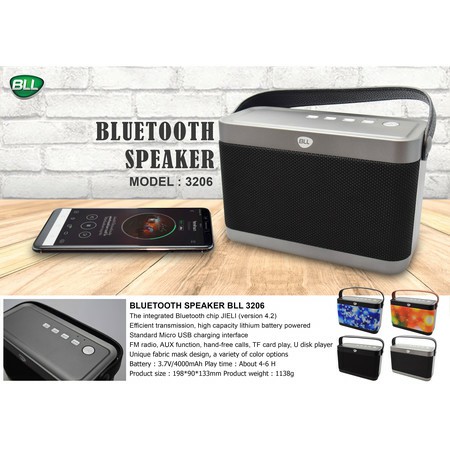 BLL
BLUETOOTH
SPEAKER
MODEL : 3206
BLL
BLUETOOTH SPEAKER BLL 3206
The integrated Bluetooth chip JIELI (version 4.2)
Efficient transmission, high capacity lithium battery powered
Standard Micro USB charging interface
FM radio, AUX function, hand-free calls, TF card play, U disk player
Unique fabric mask design, a variety of color options
Battery : 3.7V/4000mAh Play time : About 4-6 H
Product size : 198*90*133mm Product weight : 1138g